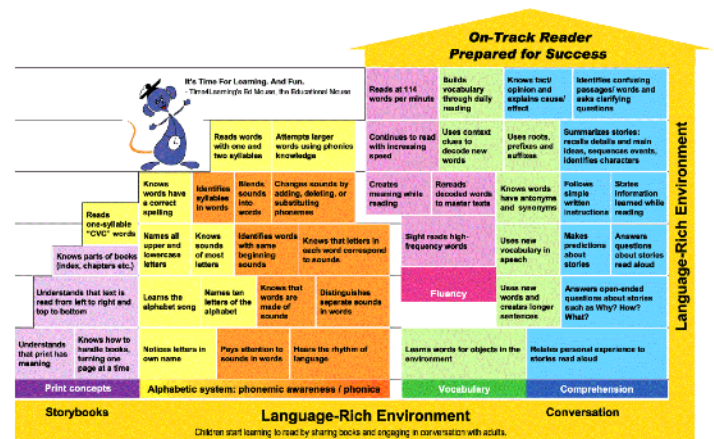 On-Track Reader
Prepared for Success
It's Time For Learning. And Fun.
- Time4Learning's Ed Mouse, the Educational Mouse
Reads at 114
words per minute
Builds
vocabulary
through daily
reading
Knows fact/
opinion and
explains cause/
effect
Identifies confusing
passages/ words and
asks clarifying
questions
Reads words
with one and
two syllables
Attempts larger
words using phonics
knowledge
Continues to read
with increasing
speed
Uses context
clues to
decode new
words
Uses roots,
prefixes and
suffixes
Summarizes stories:
recalls details and main
ideas, sequences events,
identifies characters
Knows
words have
a correct
spelling
Identifies
syllables
in words
Blends
sounds
into
words
Changes sounds by
adding, deleting, or
substituting
phonemes
Creates
meaning while
reading
Rereads
decoded words
to master texts
Knows words
have antonyms
and synonyms
Follows
simple
written
instructions
States
information
learned while
reading
Reads
one-syllable
"CVC" words
Names all
upper and
lowercase
letters
Knows
sounds
of most
letters
Identifies words
with same
beginning
sounds
Knows that letters in
each word correspond
to sounds
Sight reads high-
frequency words
Uses new
vocabulary in
speech
Makes
predictions
about
stories
Answers
questions
about stories
read aloud
Knows parts of books
(index, chapters etc.)
Understands that text is
read from left to right and
top to bottom
Learns the
alphabet song
Names ten
letters of the
alphabet
Knows that
words are
made of
sounds
Distinguishes
separate sounds in
words
Fluency
Uses new
words and
creates longer
sentences
Answers open-ended
questions about stories
such as Why? How?
What?
Understands
that print has
meaning
Knows how to
handle books,
turning one
page at a time
Notices letters in
own name
Pays attention to
sounds in words
Hears the rhythm of
language
Learns words for objects in the
environment
Relates personal experience to
stories read aloud
Print concepts
Alphabetic system: phonemic awareness / phonics
Vocabulary
Comprehension
Storybooks
Language-Rich Environment
Conversation
Children start learning to read by sharing books and engaging in conversation with adults.
Language-Rich Environment